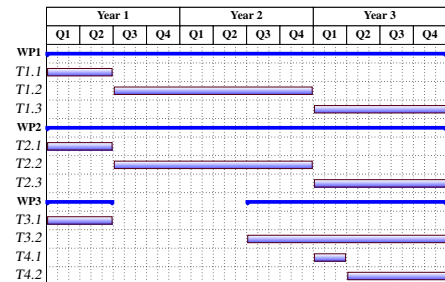 Year 1 Year 2 Year 3
Q1 Q2 Q3 Q4 Q1 Q2 Q3 Q4 Q1 Q2 Q3 Q4
WP1
T1.1
T1.2
T1.3
WP2
T2.1
T2.2
T2.3
WP3
T3.1
T3.2
T4.1
T4.2